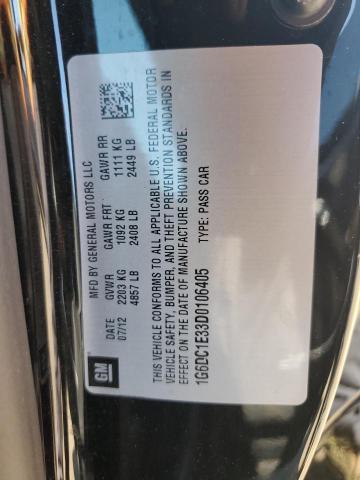 GM
MFD BY GENERAL MOTORS LLC
DATE GVWR GAWR FRT GAWR RR
07/12 2203 KG 1092 KG 1111 KG
4857 LB 2408 LB 2449 LB
THIS VEHICLE CONFORMS TO ALL APPLICABLE U.S. FEDERAL MOTOR
VEHICLE SAFETY, BUMPER, AND THEFT PREVENTION STANDARDS IN
EFFECT ON THE DATE OF MANUFACTURE SHOWN ABOVE.
1G6DC1E33D0106405 TYPE: PASS CAR